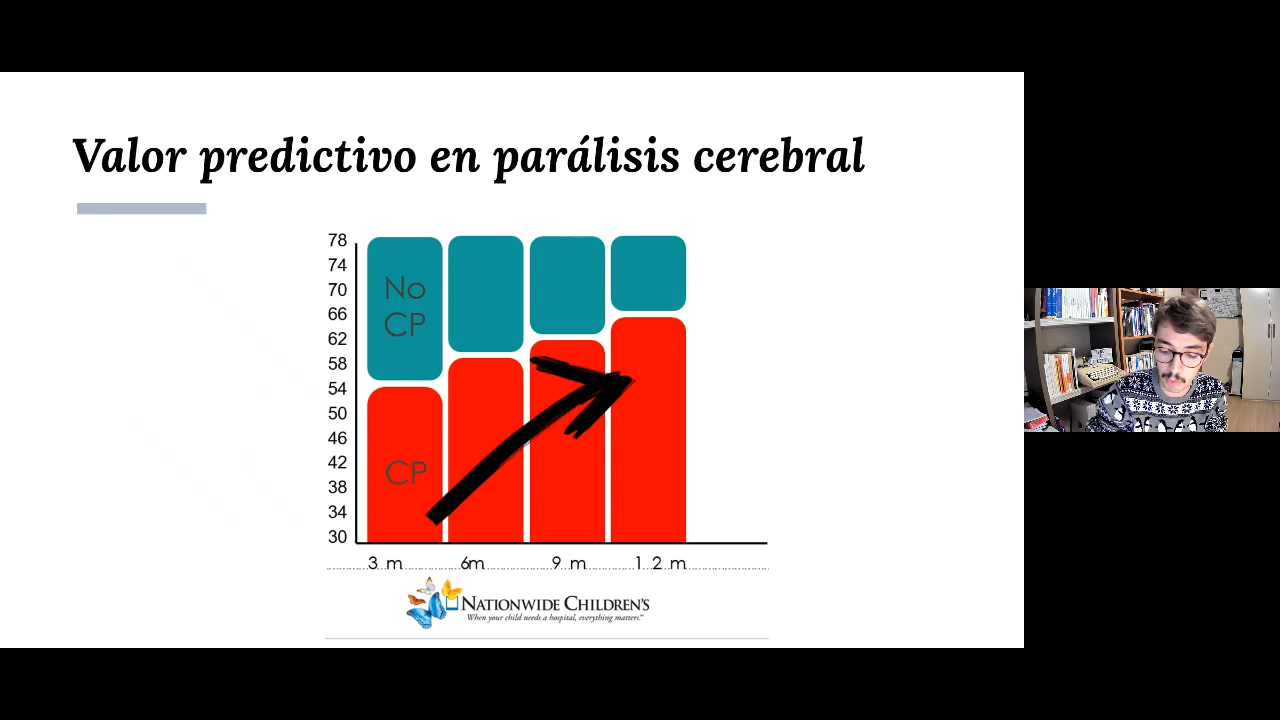 Valor predictivo en parálisis cerebral
78
74
70
66
62
58
54
50
46
42
38
34
30
No
CP
CP
3 m 6m 9 m 12 m
NATIONWIDE CHILDREN'S
When your child needs a hospital, everything matters.™